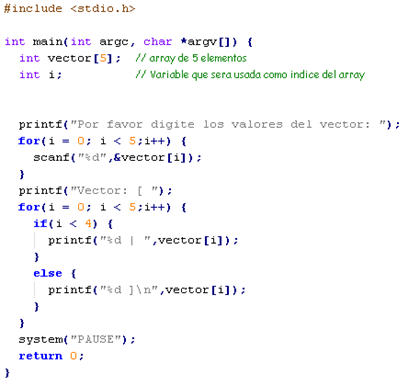 #include <stdio.h>
int main(int argc, char *argv[]) {
int vector[5]; // array de 5 elementos
int i; // Variable que sera usada como indice del array
printf("Por favor digite los valores del vector: ");
for(i = 0; i < 5;i++) {
scanf("%d",&vector[i]);
}
printf("Vector: [ ");
for(i = 0; i < 5;i++) {
if(i < 4) {
printf("%d | ",vector[i]);
}
else {
printf("%d ]\n",vector[i]);
}
}
system("PAUSE");
return 0;
}